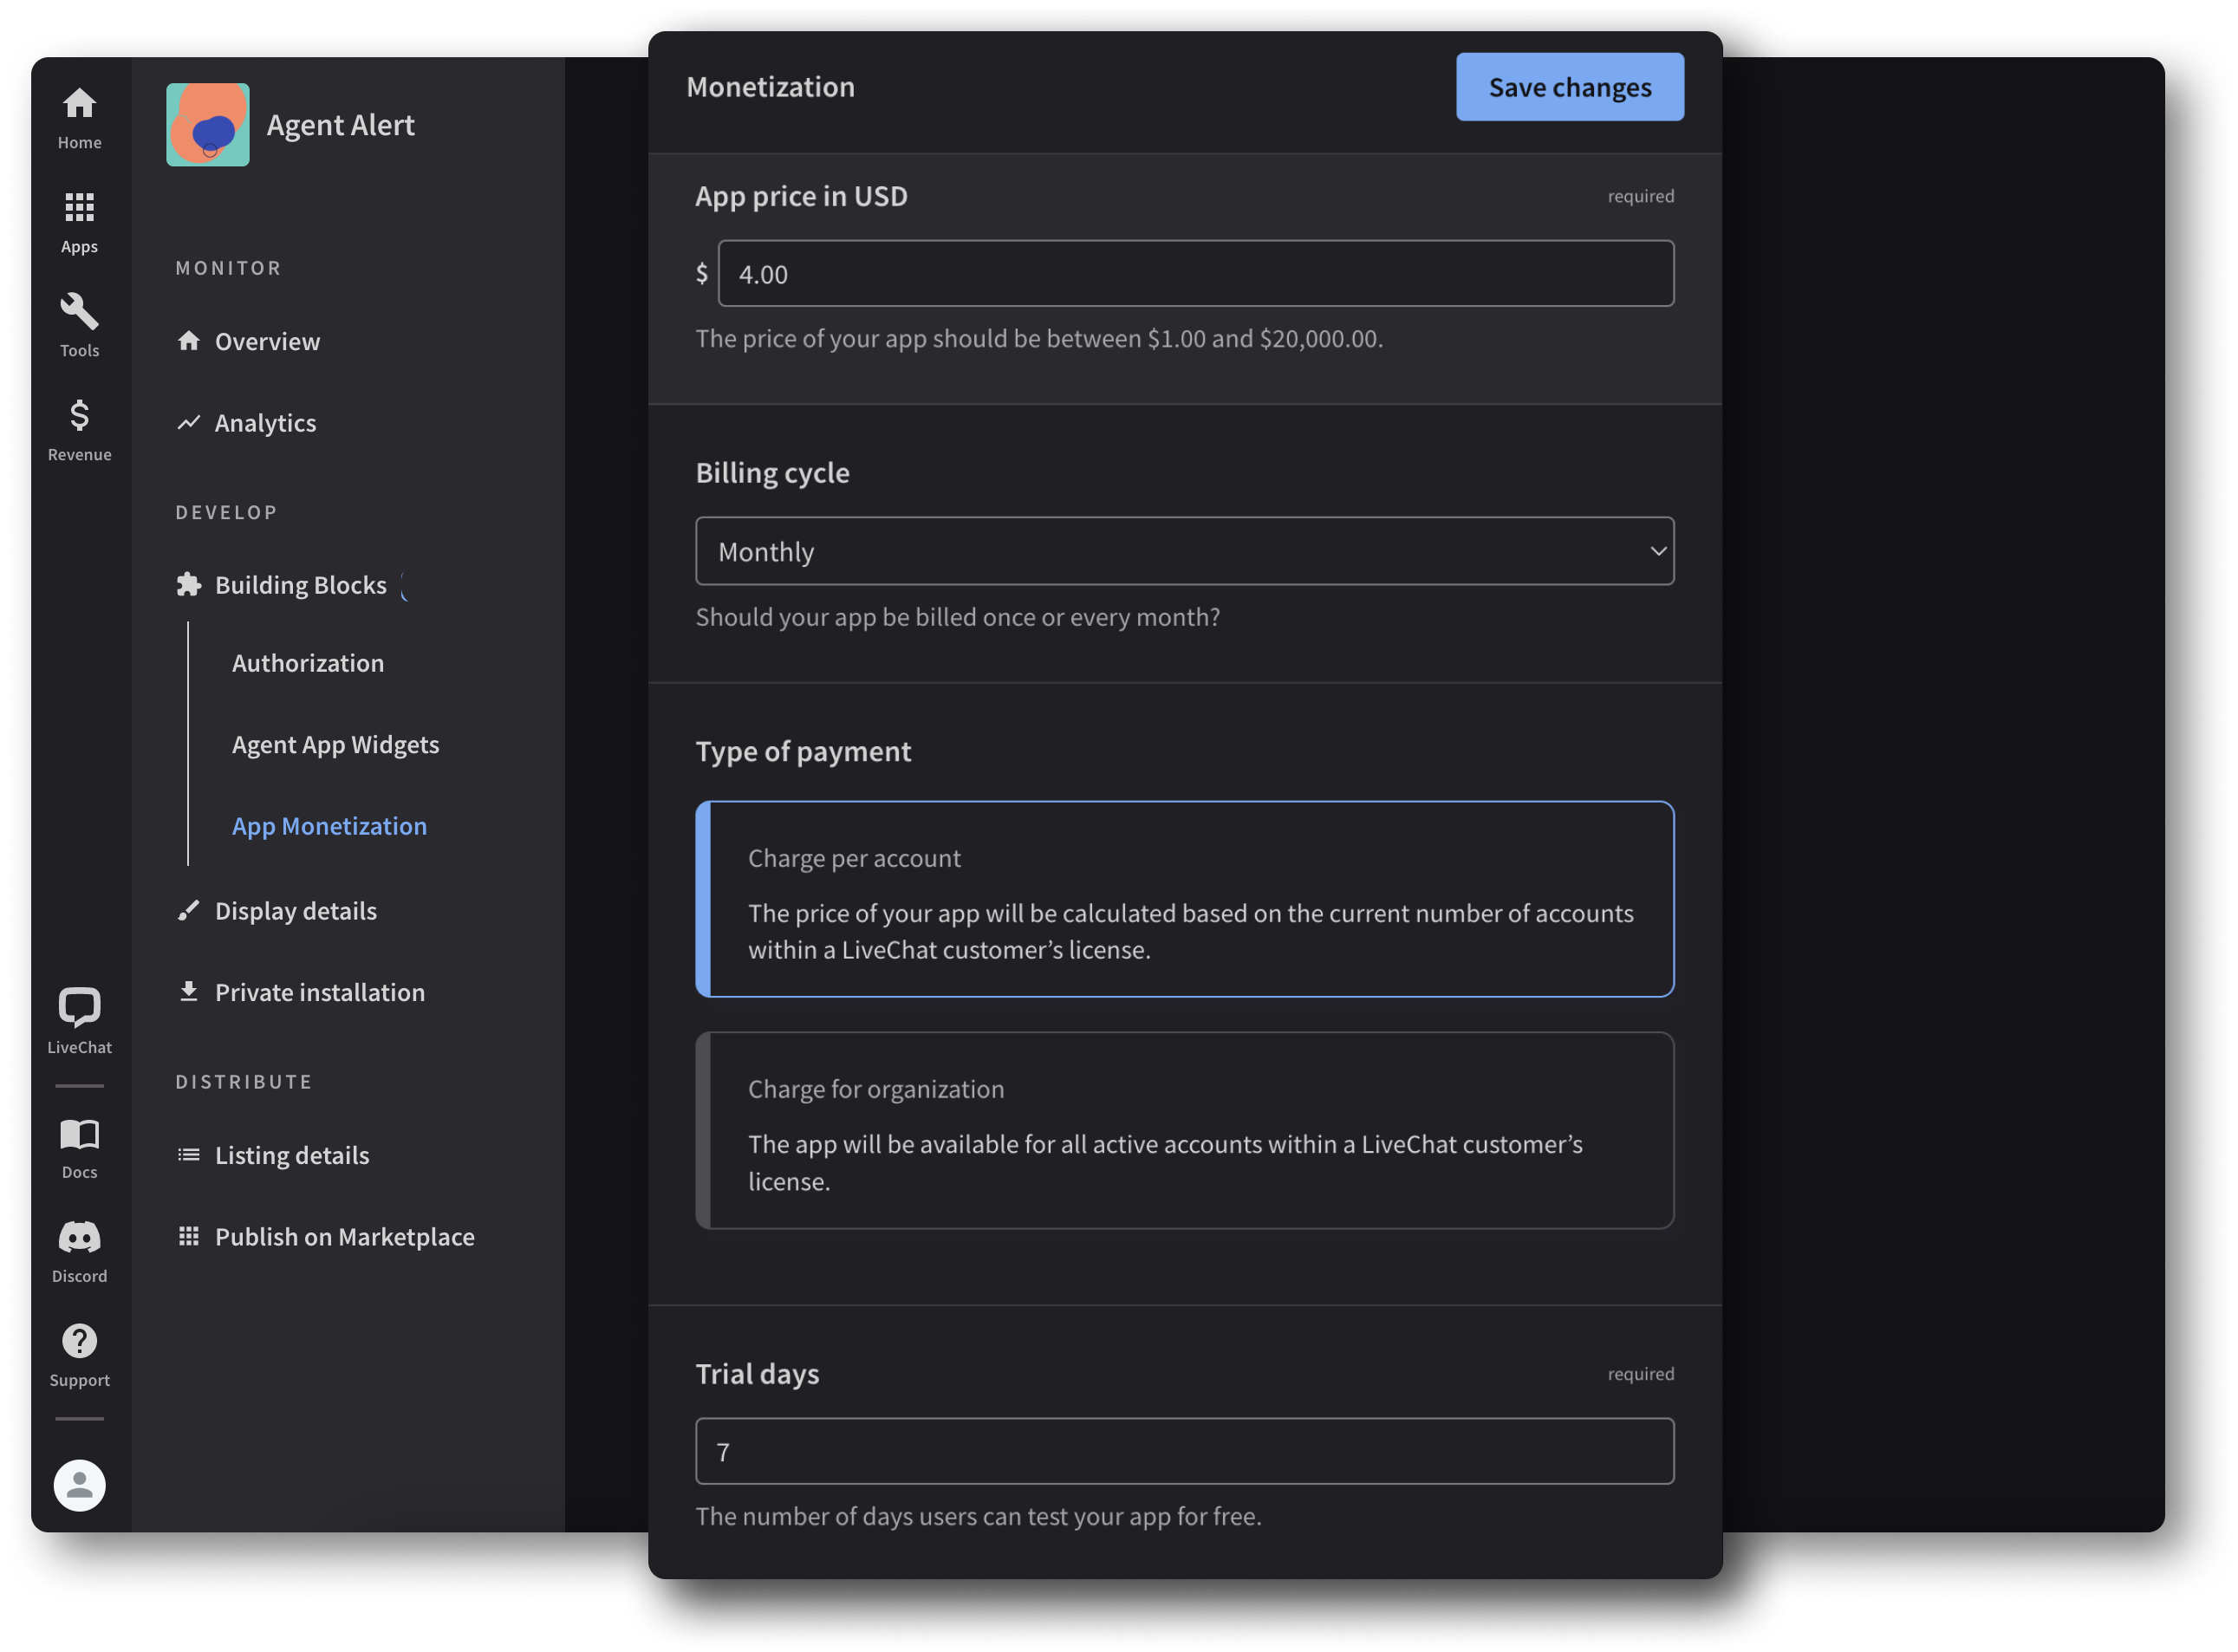 Home
Apps
Tools
Revenue
LiveChat
Docs
Discord
Support
Agent Alert
MONITOR
Overview
Analytics
DEVELOP
Building Blocks
Authorization
Agent App Widgets
App Monetization
Display details
Private installation
DISTRIBUTE
Listing details
Publish on Marketplace
Monetization
Save changes
App price in USD
required
$ 4.00
The price of your app should be between $1.00 and $20,000.00.
Billing cycle
Monthly
Should your app be billed once or every month?
Type of payment
Charge per account
The price of your app will be calculated based on the current number of accounts
within a LiveChat customer’s license.
Charge for organization
The app will be available for all active accounts within a LiveChat customer’s
license.
Trial days
required
7
The number of days users can test your app for free.